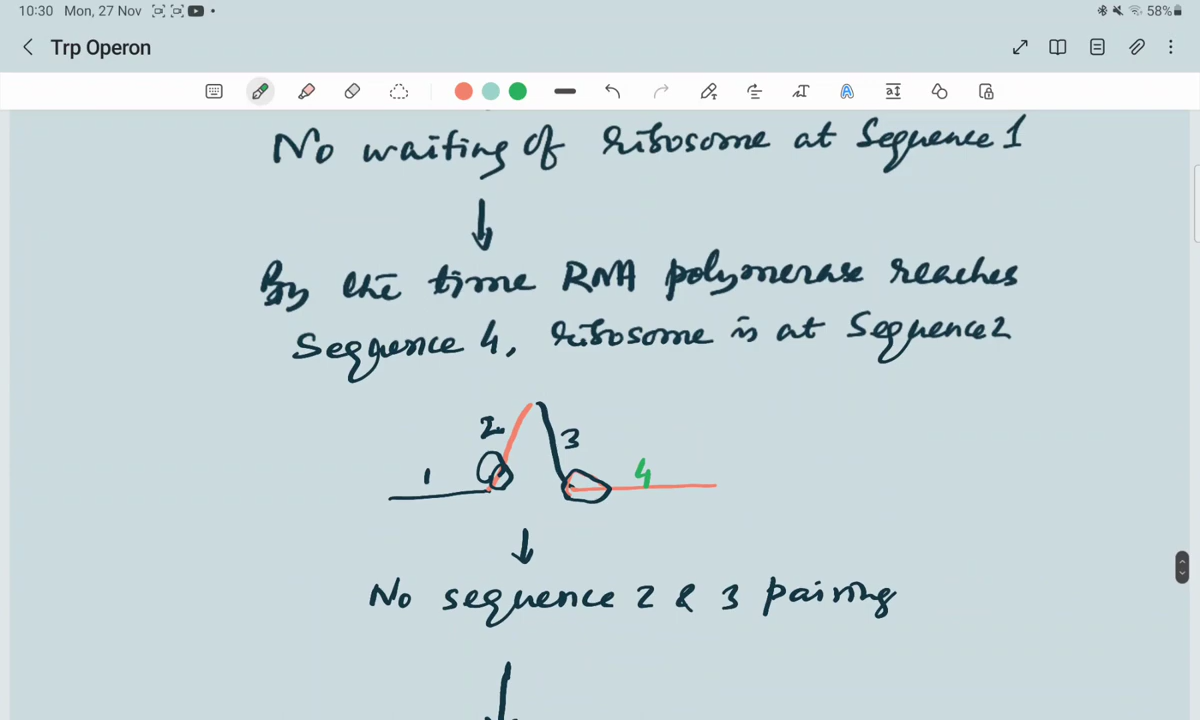 10:30 Mon, 27 Nov
58%
Trp Operon
No waiting of ribosome at Sequence 1
By the time RNA polymerase reaches
Sequence 4, ribosome is at Sequence 2
2
3
1
4
No sequence 2 & 3 pairing